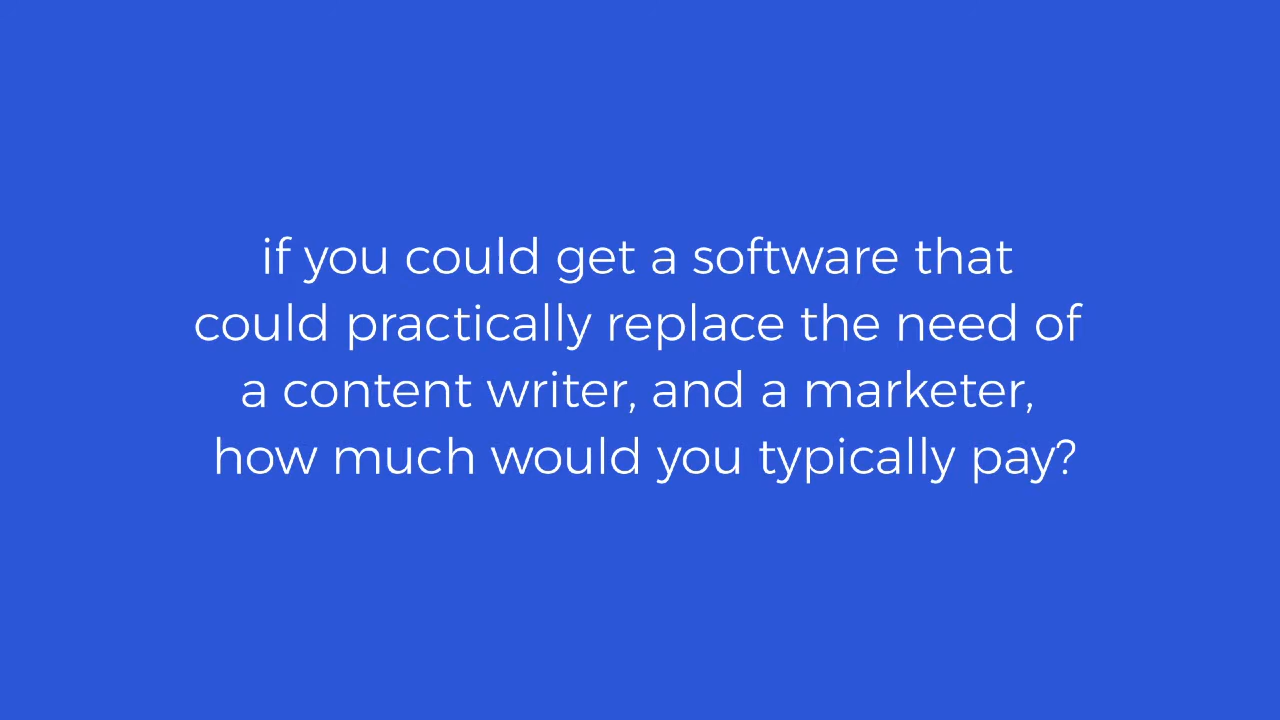 if you could get a software that
could practically replace the need of
a content writer, and a marketer,
how much would you typically pay?